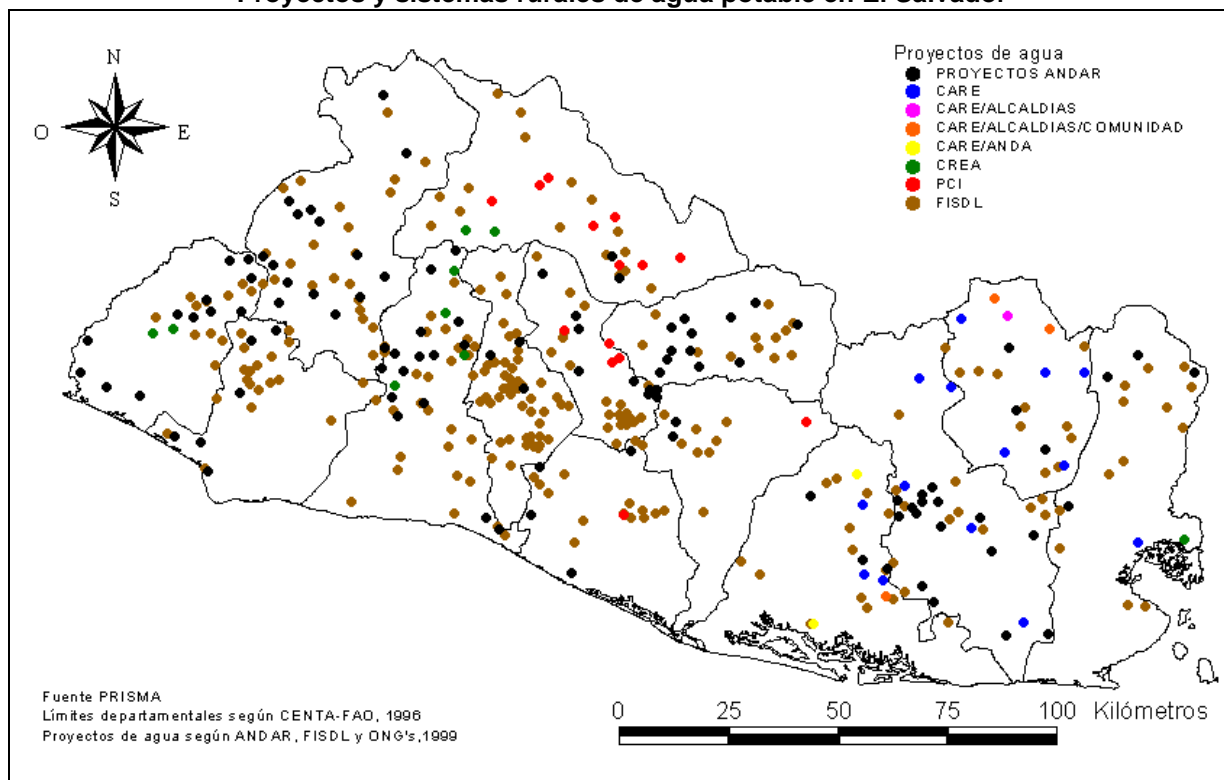 Proyectos y sistemas rurales de agua potable en El Salvador
N
O
E
S
Proyectos de agua
PROYECTOS ANDAR
CARE
CARE/ALCALDIAS
CARE/ALCALDIAS/COMUNIDAD
CARE/ANDA
CREA
PCI
FISDL
Fuente PRISMA
Límites departamentales según CENTA-FAO, 1996
Proyectos de agua según ANDAR, FISDL y ONG's,1999
0 25 50 75 100 Kilómetros